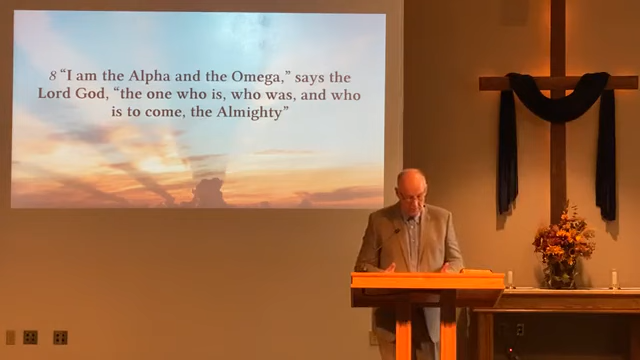 8 “I am the Alpha and the Omega,” says the
Lord God, “the one who is, who was, and who
is to come, the Almighty”